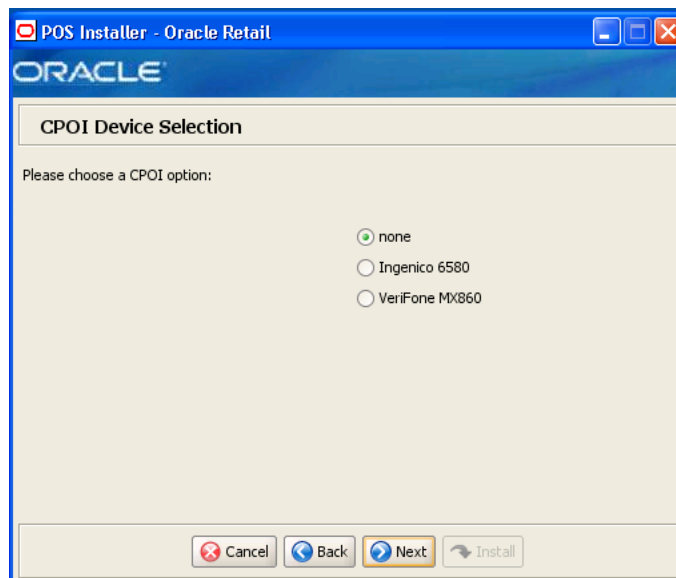 POS Installer - Oracle Retail
ORACLE
CPOI Device Selection
Please choose a CPOI option:
none
Ingenico 6580
VeriFone MX860
Cancel Back Next Install